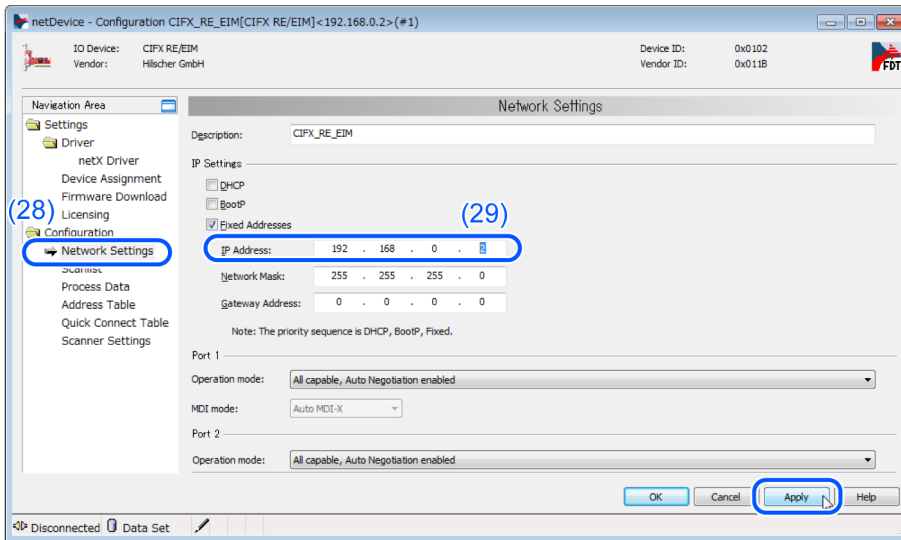 netDevice - Configuration CIFX_RE_EIM[CIFX RE/EIM]<192.168.0.2>(#1)
IO Device: CIFX RE/EIM Device ID: 0x0102
Vendor: Hilscher GmbH Vendor ID: 0x011B
FDT
Navigation Area
Settings
Driver
netX Driver
Device Assignment
Firmware Download
Licensing
(28)
Configuration
Network Settings
Scanlist
Process Data
Address Table
Quick Connect Table
Scanner Settings
Network Settings
Description: CIFX_RE_EIM
IP Settings
DHCP
BootP
Fixed Addresses
(29)
IP Address: 192 . 168 . 0 . 2
Network Mask: 255 . 255 . 255 . 0
Gateway Address: 0 . 0 . 0 . 0
Note: The priority sequence is DHCP, BootP, Fixed.
Port 1
Operation mode: All capable, Auto Negotiation enabled
MDI mode: Auto MDI-X
Port 2
Operation mode: All capable, Auto Negotiation enabled
OK Cancel Apply Help
Disconnected Data Set